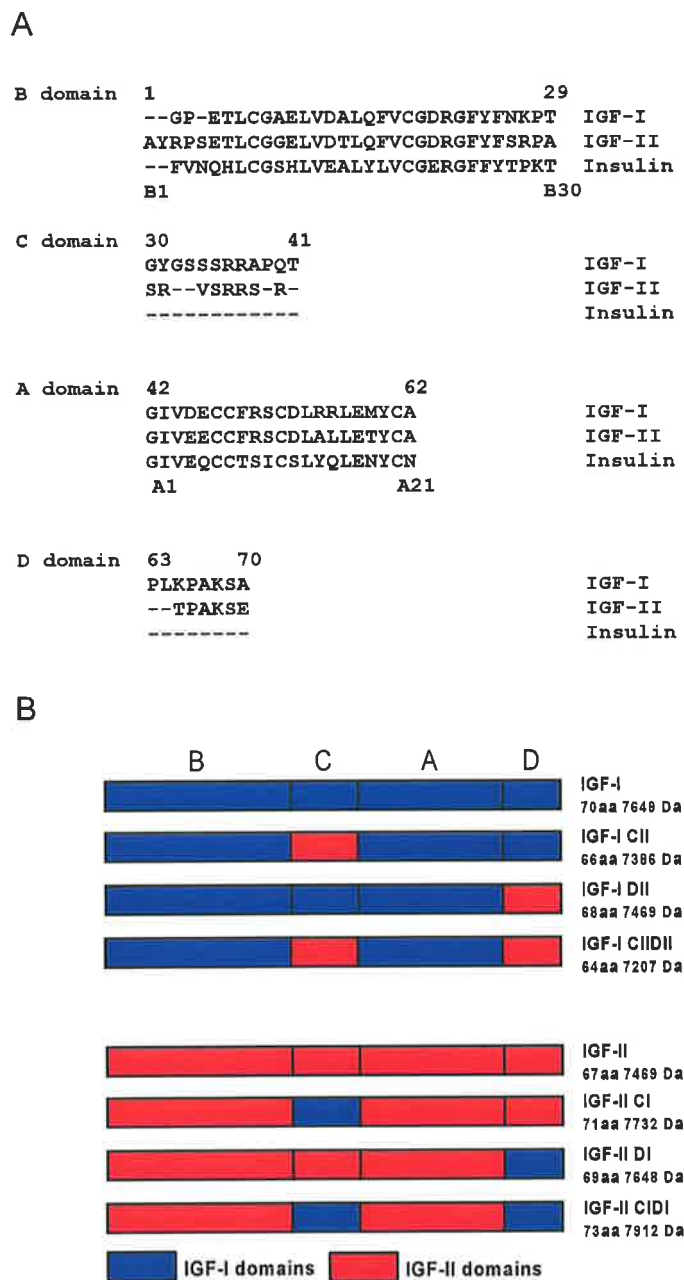 A
B domain 1 29
--GP-ETLCGAELVDALQFVCGDRGFYFNKPT IGF-I
AYRPSETLCGGELVDTLQFVCGDRGFYFSRPA IGF-II
--FVNQHLCGSHLVEALYLVCGERGFFYTPKT Insulin
B1 B30
C domain 30 41
GYGSSSRRAPQT IGF-I
SR--VSRRS-R- IGF-II
------------ Insulin
A domain 42 62
GIVDECCFRSCDLRRLEMYCA IGF-I
GIVEECCFRSCDLALLETYCA IGF-II
GIVEQCCTSICSLYQLENYCN Insulin
A1 A21
D domain 63 70
PLKPAKSA IGF-I
--TPAKSE IGF-II
-------- Insulin
B
B C A D
IGF-I
70aa 7649 Da
IGF-I CII
66aa 7386 Da
IGF-I DII
68aa 7469 Da
IGF-I CIIDII
64aa 7207 Da
IGF-II
67aa 7469 Da
IGF-II CI
71aa 7732 Da
IGF-II DI
69aa 7648 Da
IGF-II CIDI
73aa 7912 Da
IGF-I domains IGF-II domains